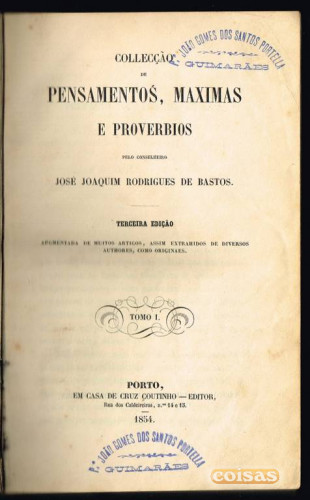 COLLECÇÃO
DE
PENSAMENTOS, MAXIMAS
E PROVERBIOS
PELO CONSELHEIRO
JOSÉ JOAQUIM RODRIGUES DE BASTOS.
TERCEIRA EDIÇÃO
AUGMENTADA DE MUITOS ARTIGOS, ASSIM EXTRAHIDOS DE DIVERSOS
AUTHORES, COMO ORIGINAES.
TOMO I.
PORTO,
EM CASA DE CRUZ COUTINHO — EDITOR,
Rua dos Caldeireiros, n.os 14 e 15.
1854.
P.e JOÃO GOMES DOS SANTOS PORTELLA
GUIMARÃES
P.e JOÃO GOMES DOS SANTOS PORTELLA
GUIMARÃES
coisas